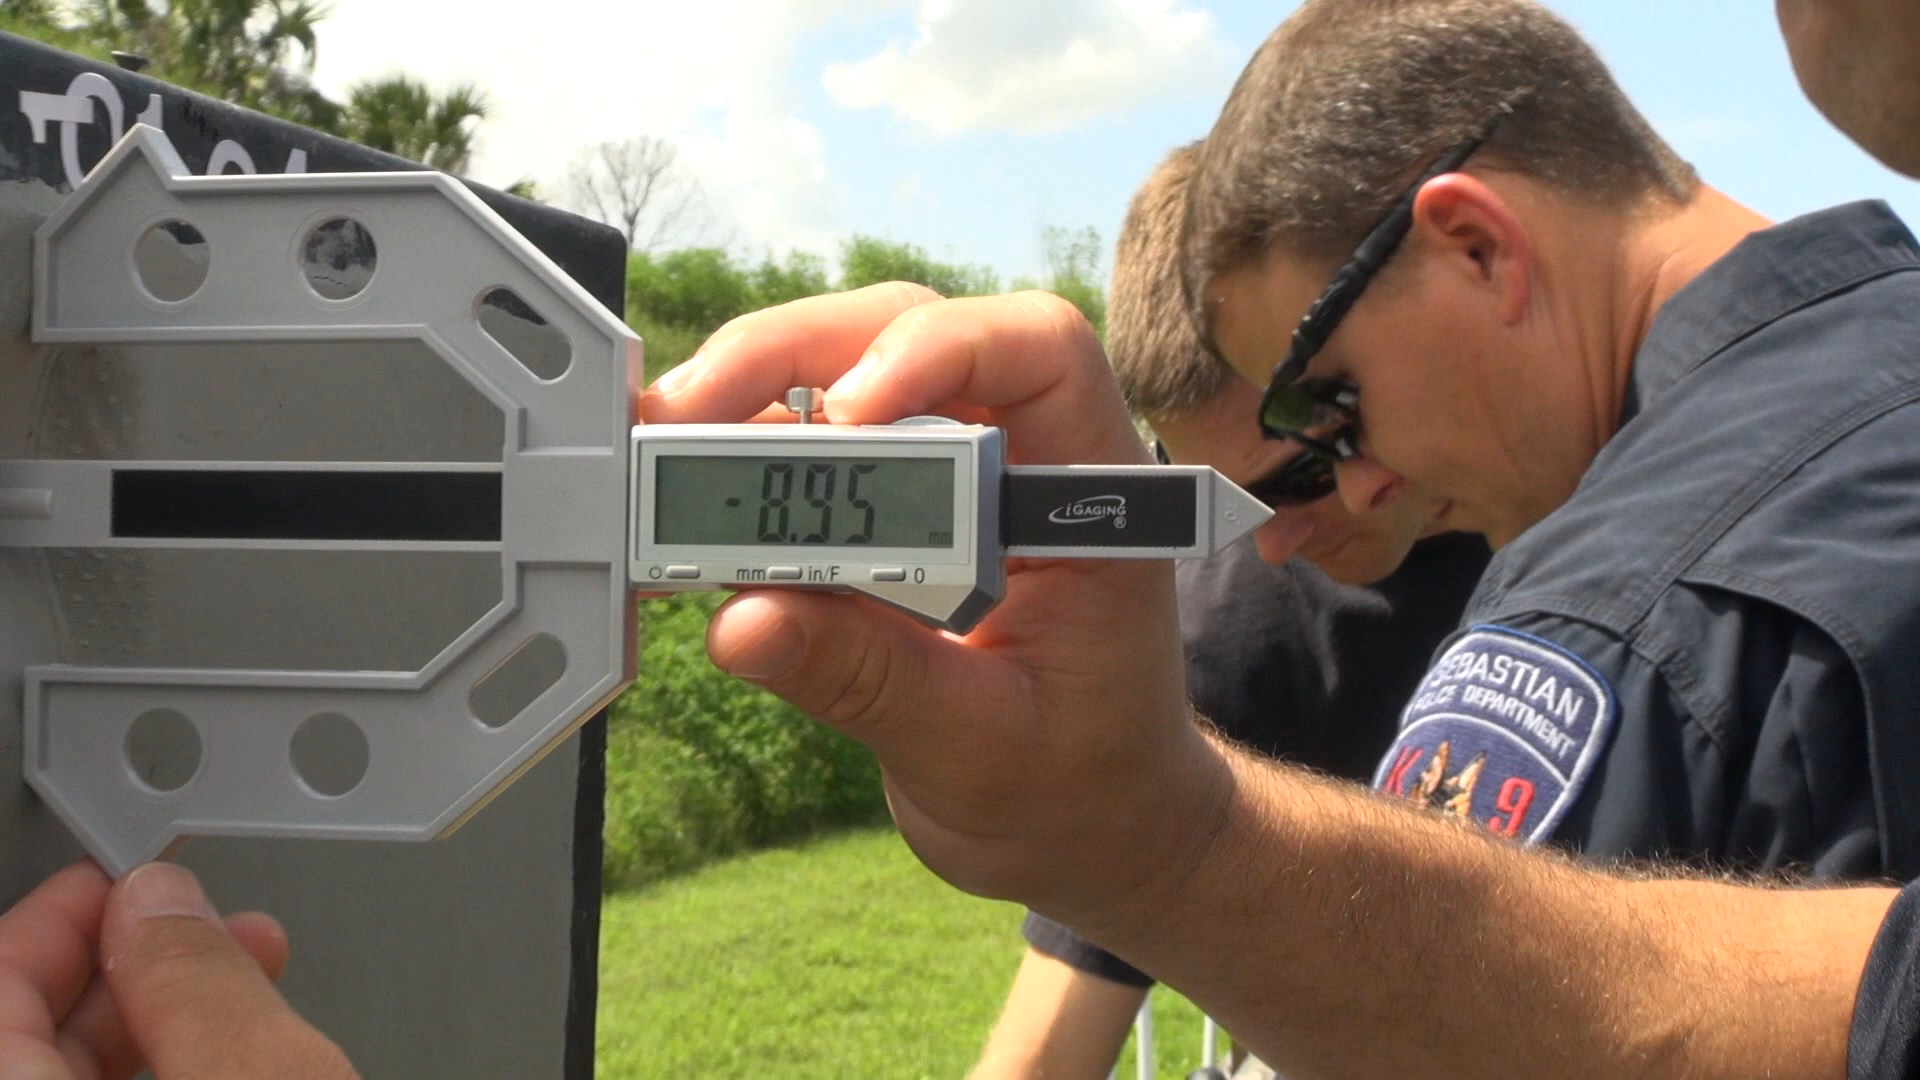 -8.95
mm
mm in/F 0
iGAGING®
SEBASTIAN
POLICE DEPARTMENT
K 9